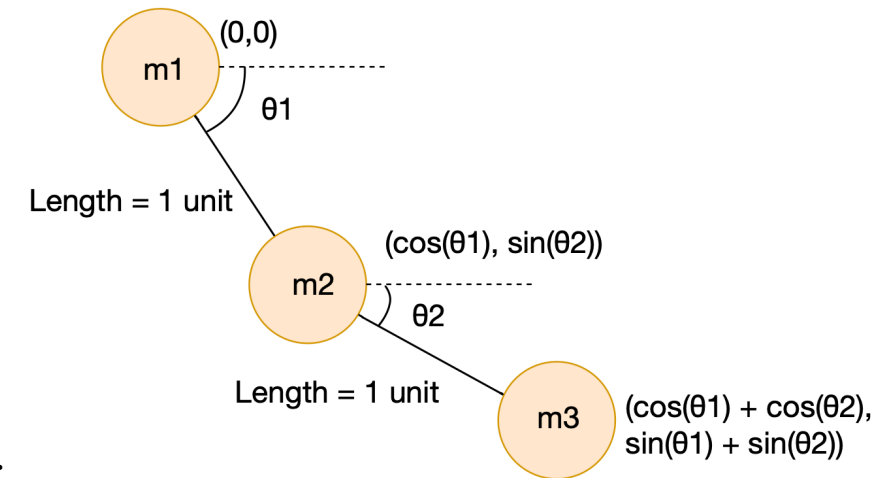 (0,0)
m1
θ1
Length = 1 unit
(cos(θ1), sin(θ2))
m2
θ2
Length = 1 unit
m3
(cos(θ1) + cos(θ2),
sin(θ1) + sin(θ2))
.